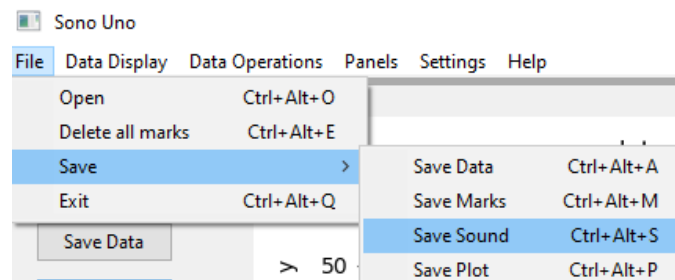 Sono Uno
File Data Display Data Operations Panels Settings Help
Open Ctrl+Alt+O
Delete all marks Ctrl+Alt+E
Save >
Exit Ctrl+Alt+Q
Save Data Ctrl+Alt+A
Save Marks Ctrl+Alt+M
Save Sound Ctrl+Alt+S
Save Plot Ctrl+Alt+P
Save Data
50